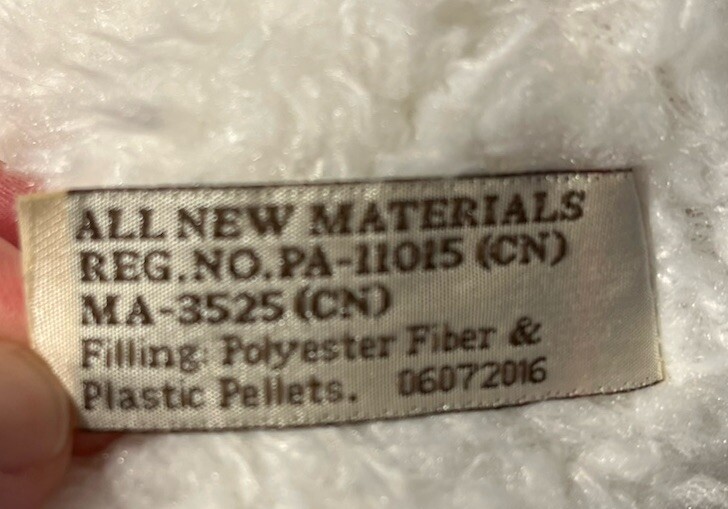 ALL NEW MATERIALS
REG.NO.PA-11015 (CN)
MA-3525 (CN)
Filling: Polyester Fiber &
Plastic Pellets. 06072016